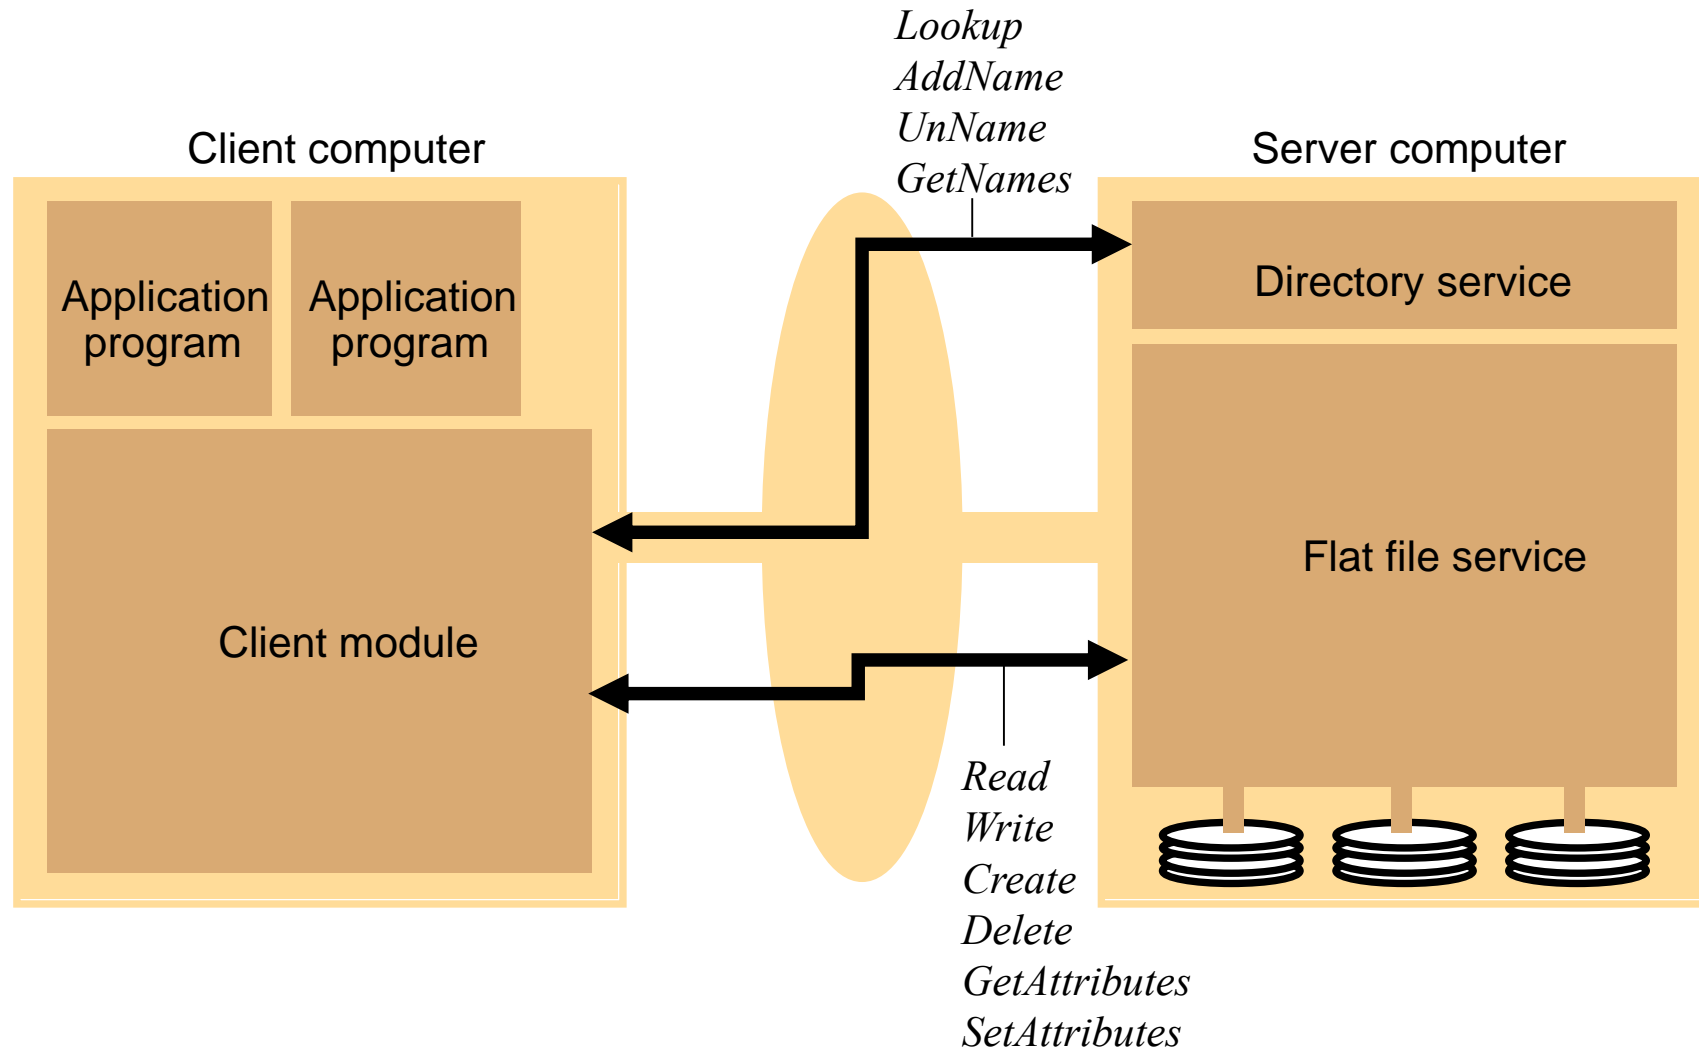 Lookup
AddName
UnName
GetNames
Client computer
Server computer
Application
program
Application
program
Directory service
Flat file service
Client module
Read
Write
Create
Delete
GetAttributes
SetAttributes